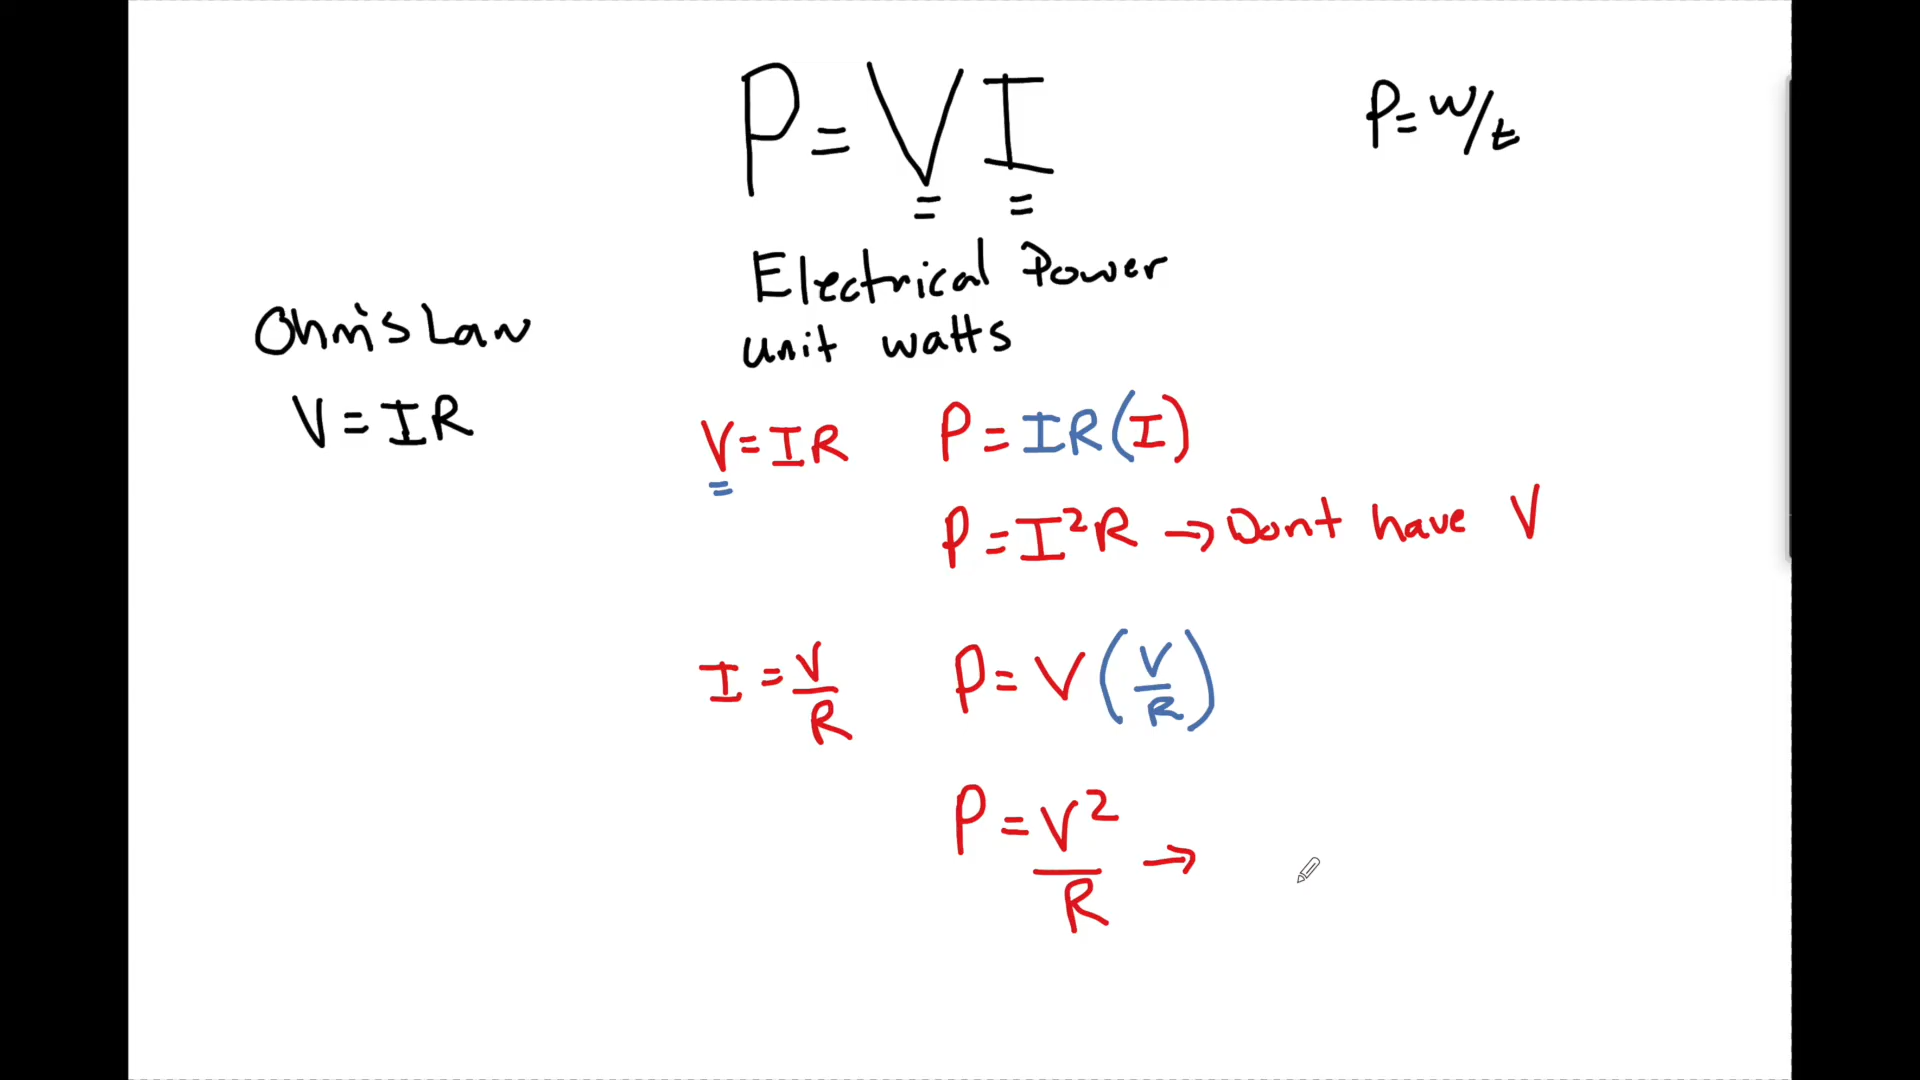 P = VI
P = W/t
Electrical Power
unit watts
Ohm's Law
V = IR
V = IR
P = IR(I)
P = I²R → Dont have V
I = V/R
P = V(V/R)
P = V²/R →